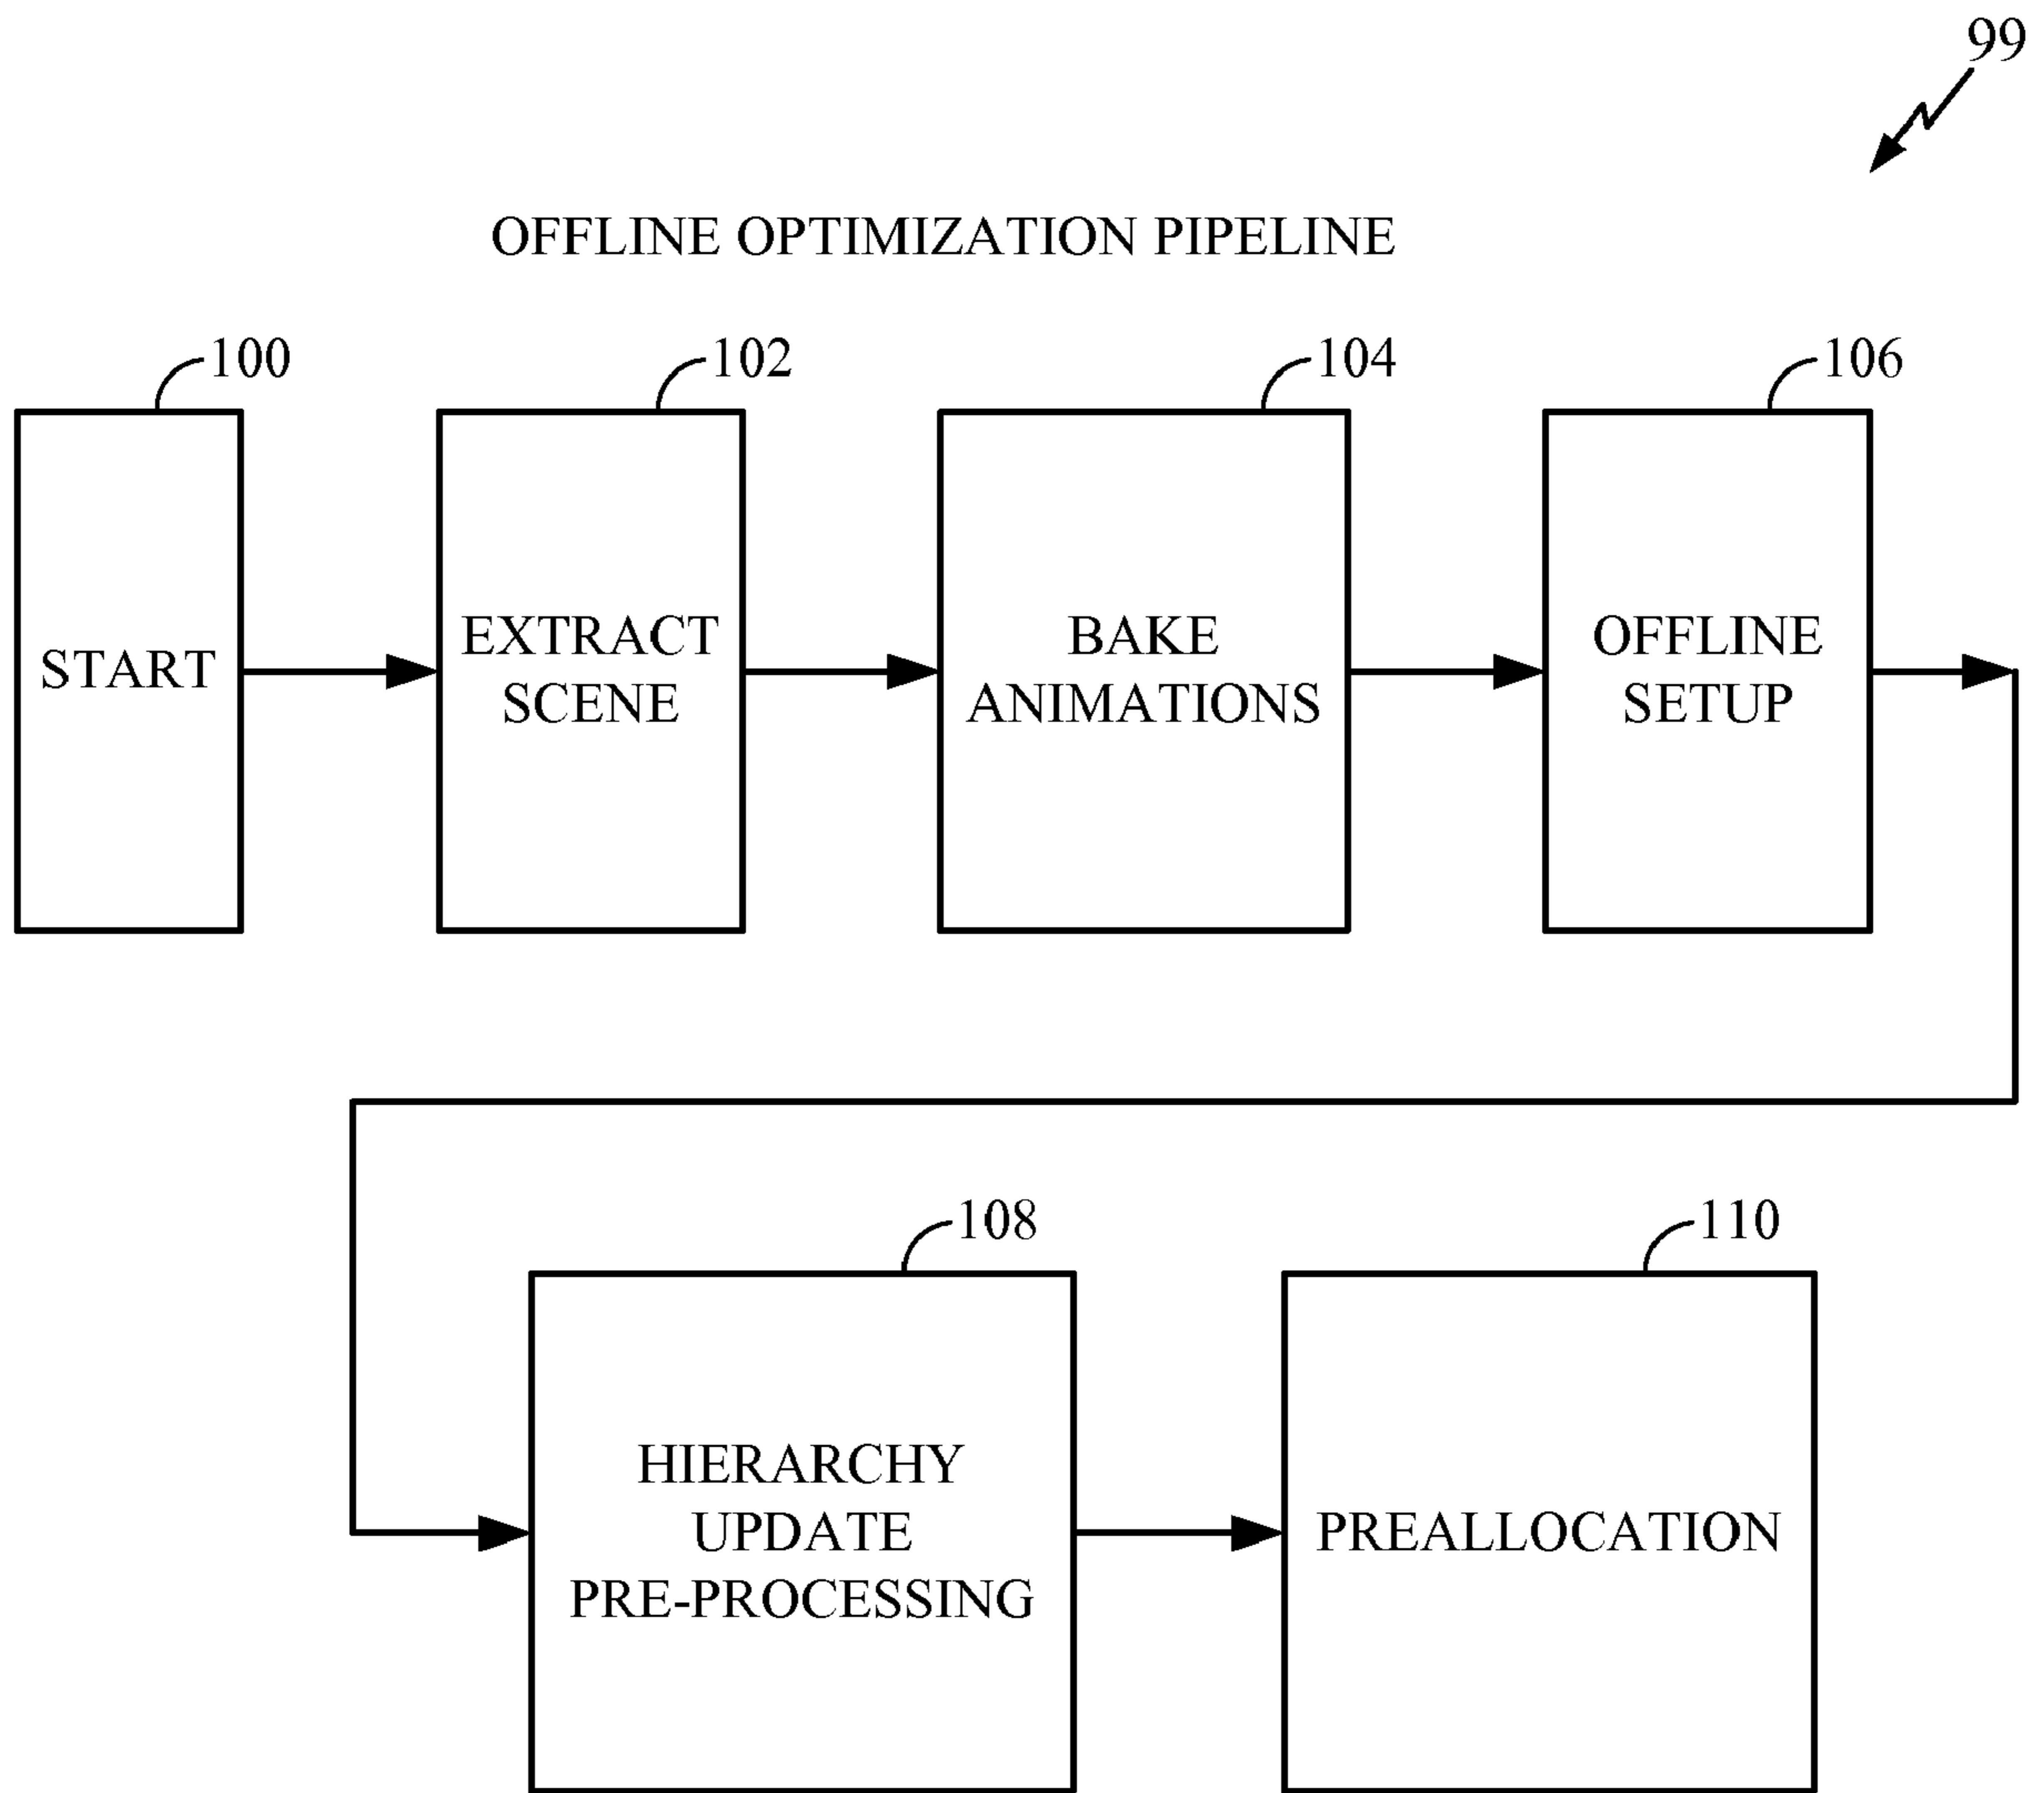 99
OFFLINE OPTIMIZATION PIPELINE
100
102
104
106
START
EXTRACT
SCENE
BAKE
ANIMATIONS
OFFLINE
SETUP
108
110
HIERARCHY
UPDATE
PRE-PROCESSING
PREALLOCATION